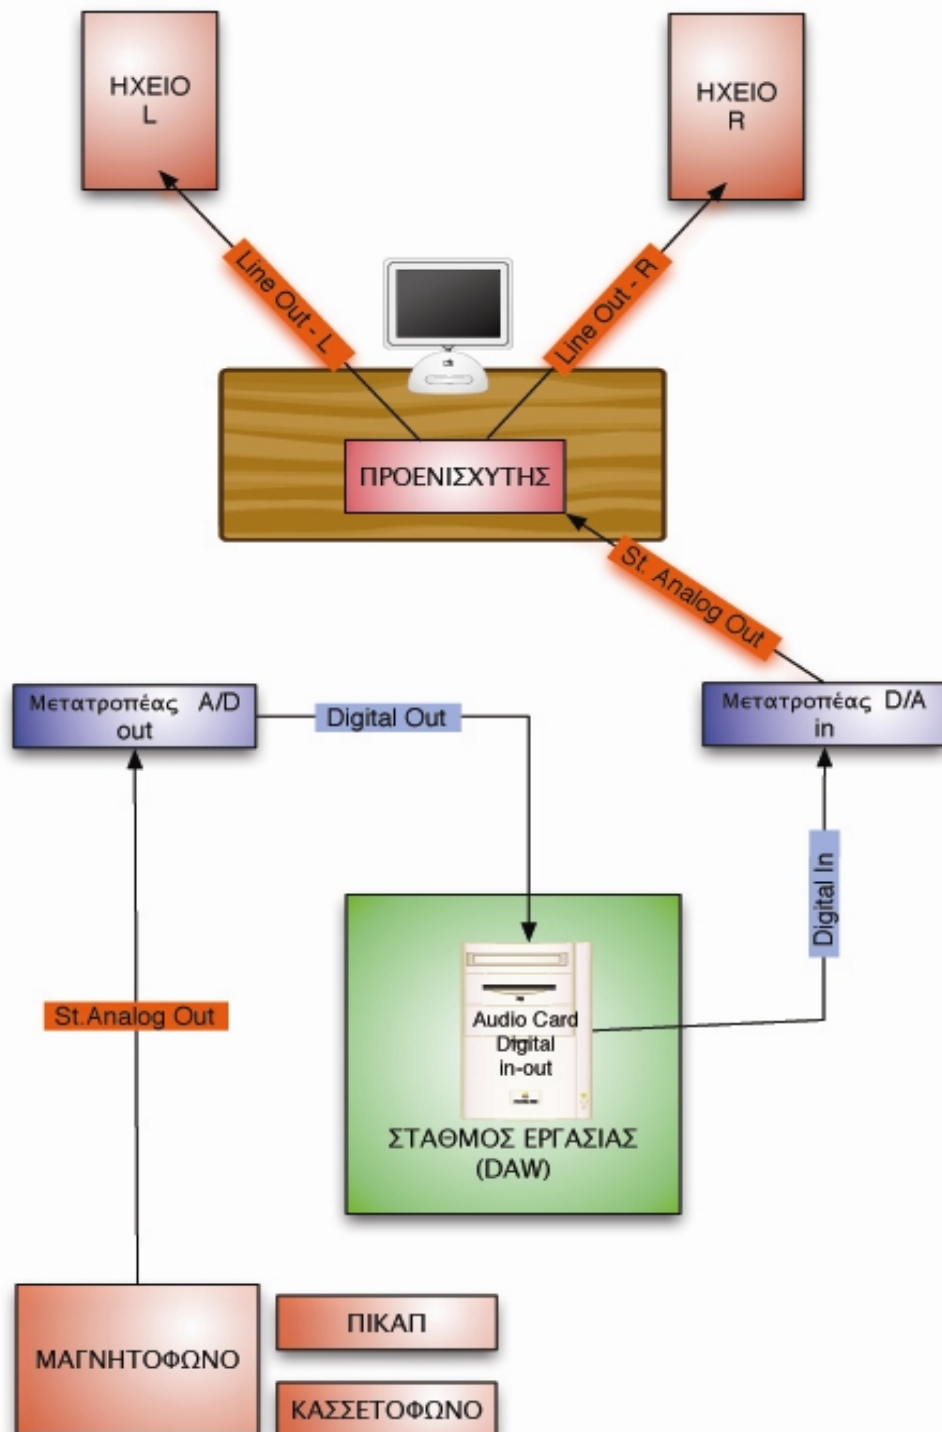 ΗΧΕΙΟ
L
ΗΧΕΙΟ
R
Line Out - L
Line Out - R
ΠΡΟΕΝΙΣΧΥΤΗΣ
St. Analog Out
Μετατροπέας A/D
out
Digital Out
Μετατροπέας D/A
in
Digital In
Audio Card
Digital
in-out
ΣΤΑΘΜΟΣ ΕΡΓΑΣΙΑΣ
(DAW)
St.Analog Out
ΜΑΓΝΗΤΟΦΩΝΟ
ΠΙΚΑΠ
ΚΑΣΣΕΤΟΦΩΝΟ